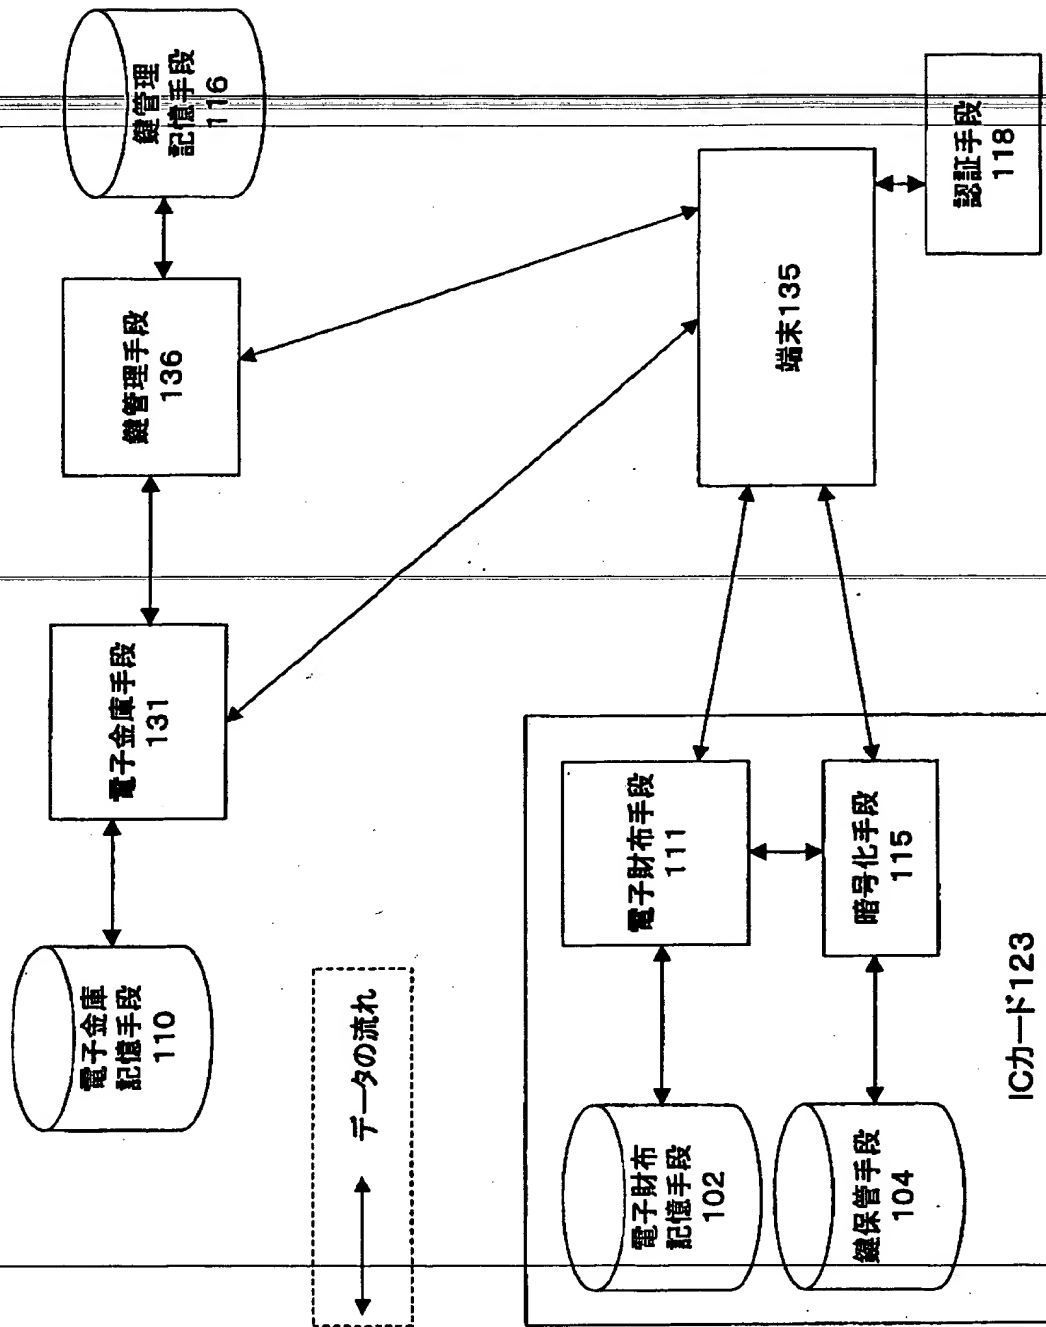 電子金庫
記憶手段
110
電子金庫手段
131
鍵管理手段
136
鍵管理
記憶手段
116
データの流れ
電子財布
記憶手段
102
電子財布手段
111
端末135
鍵保管手段
104
暗号化手段
115
認証手段
118
ICカード123